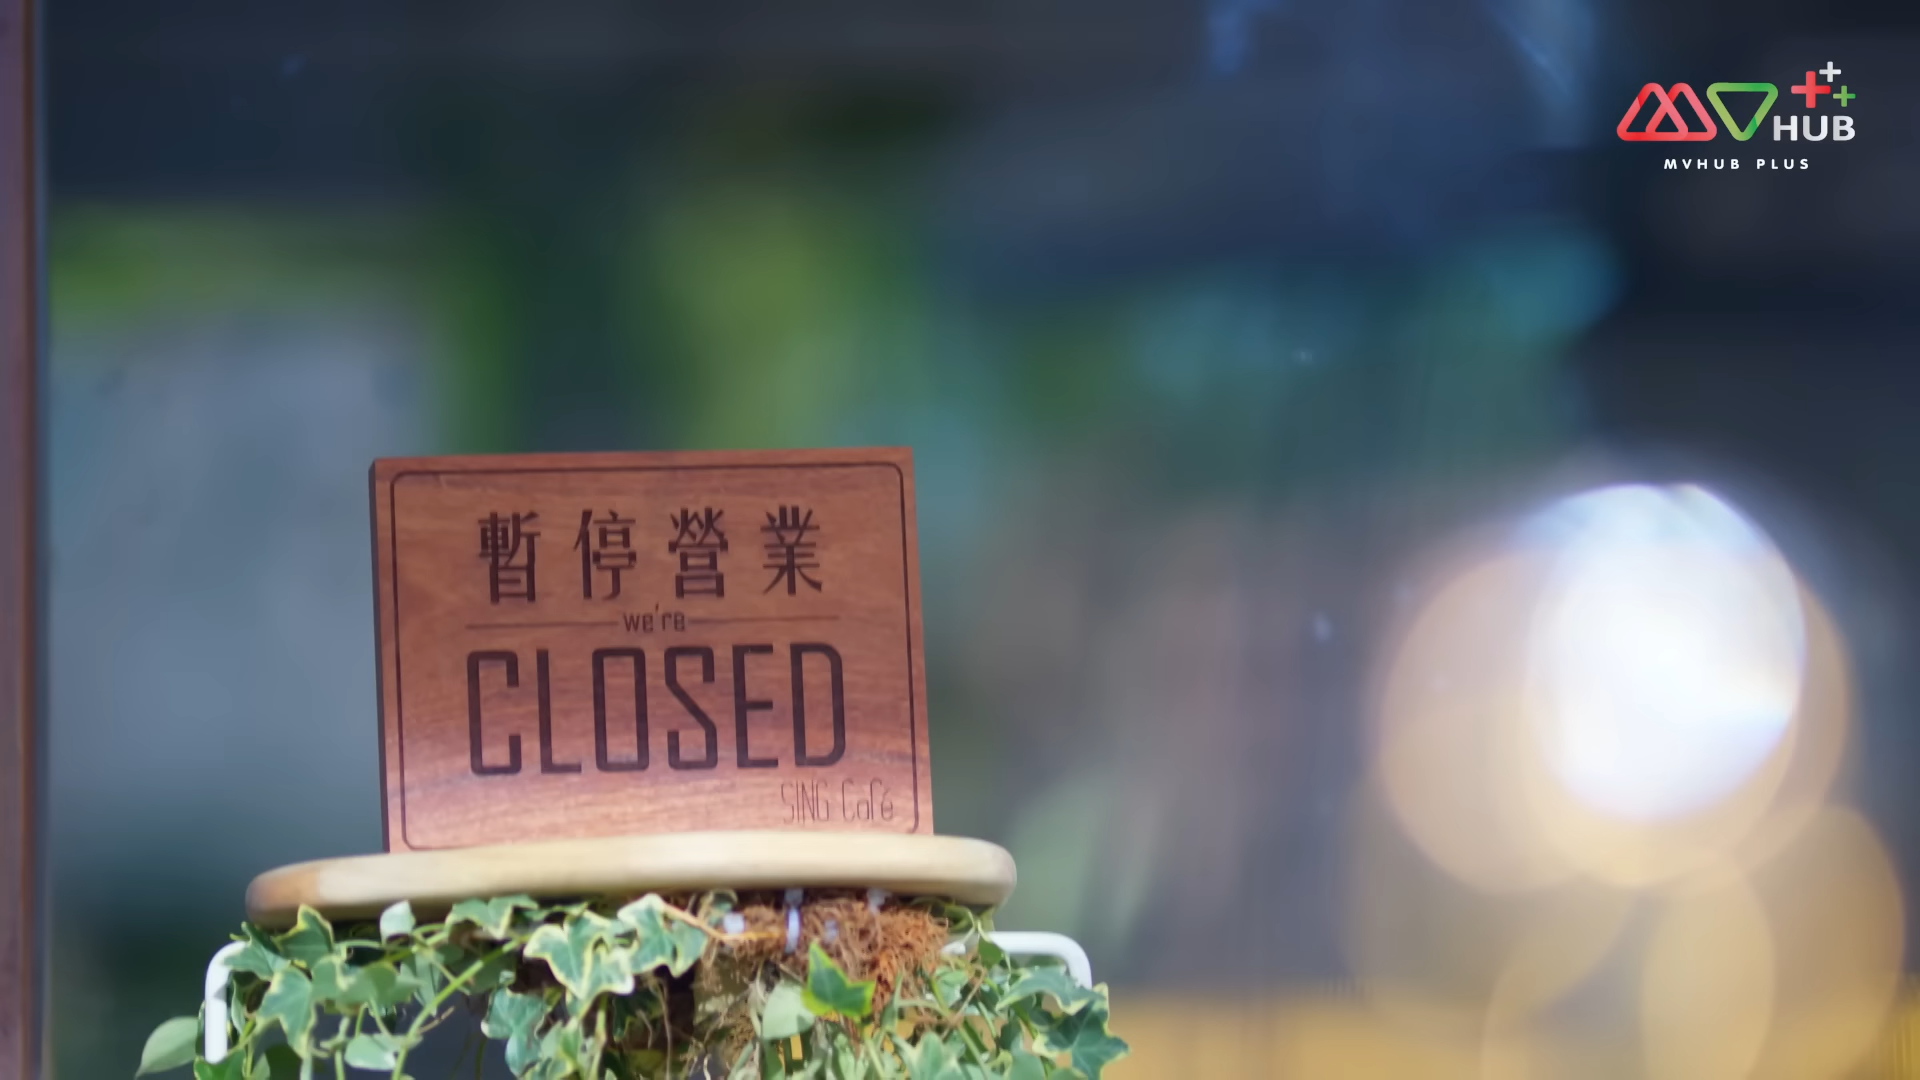 暫停營業
we're
CLOSED
SING Café
HUB
MVHUB PLUS